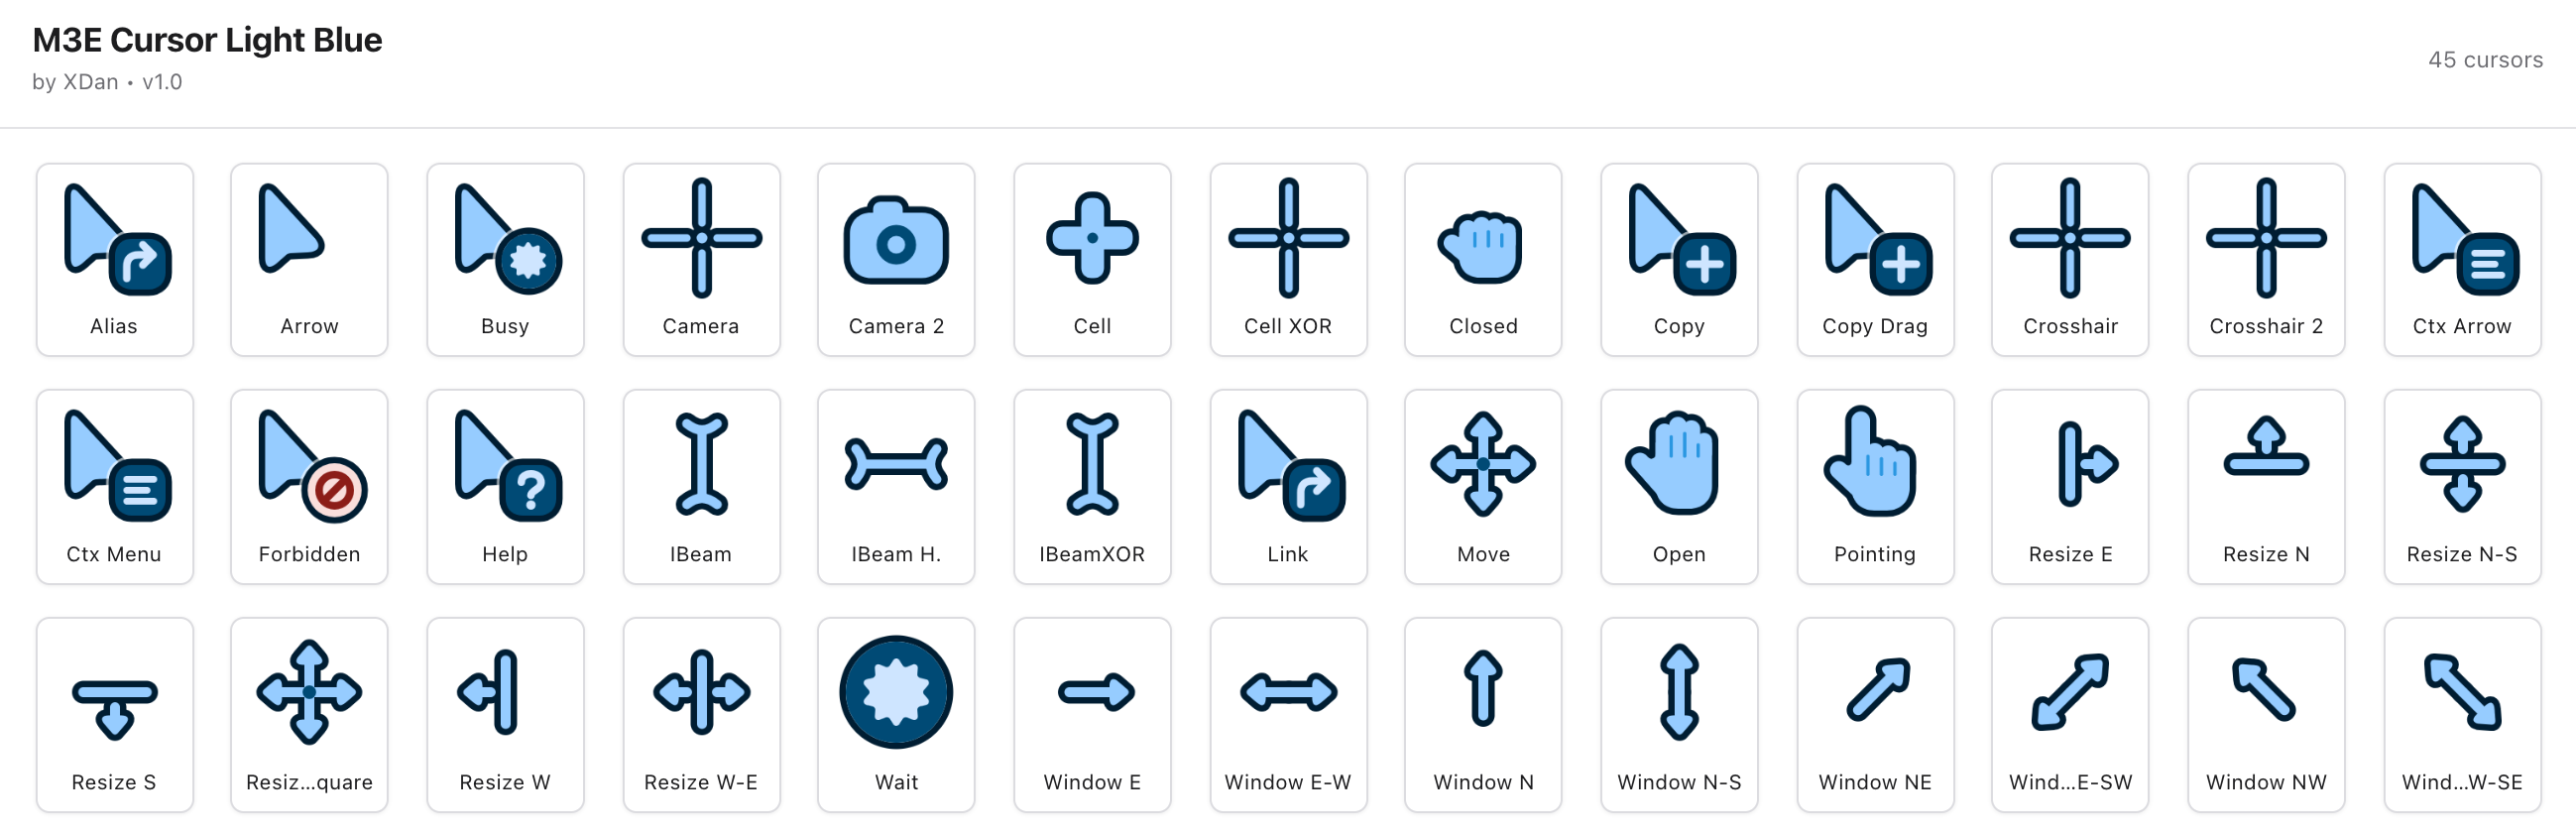 M3E Cursor Light Blue
by XDan • v1.0
45 cursors
Alias
Arrow
Busy
Camera
Camera 2
Cell
Cell XOR
Closed
Copy
Copy Drag
Crosshair
Crosshair 2
Ctx Arrow
Ctx Menu
Forbidden
Help
IBeam
IBeam H.
IBeamXOR
Link
Move
Open
Pointing
Resize E
Resize N
Resize N-S
Resize S
Resiz...quare
Resize W
Resize W-E
Wait
Window E
Window E-W
Window N
Window N-S
Window NE
Wind...E-SW
Window NW
Wind...W-SE